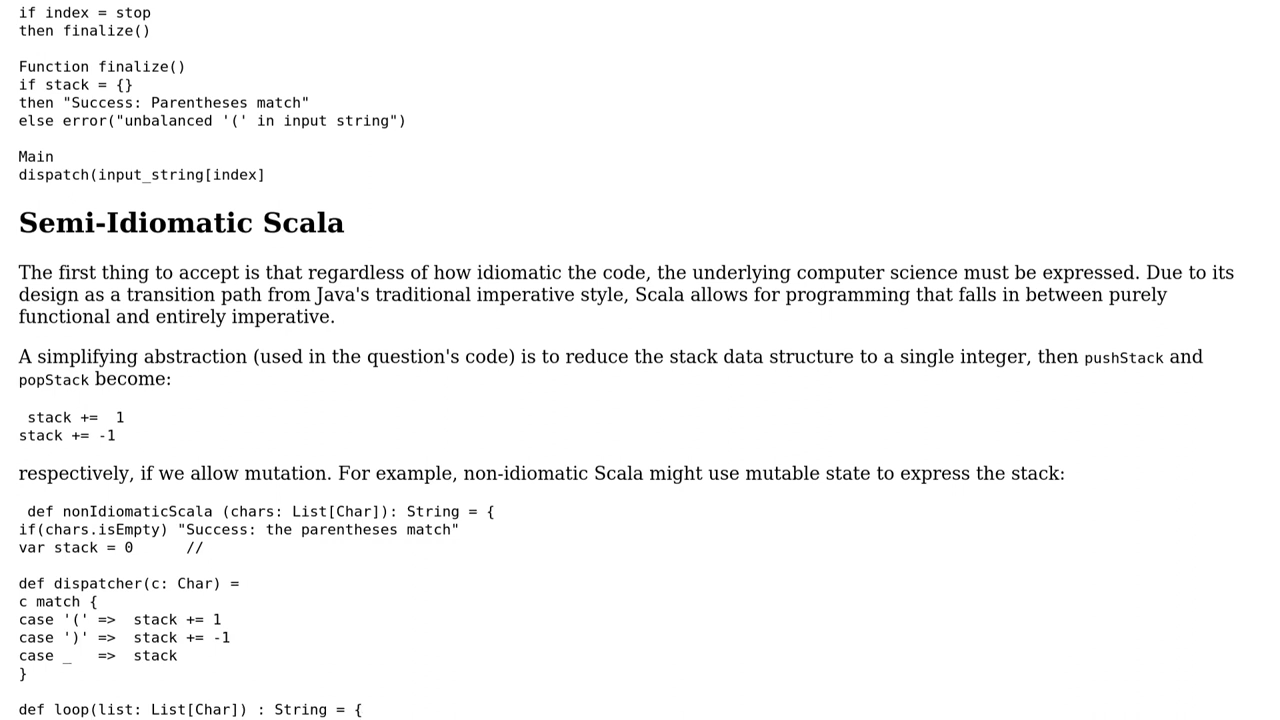 if index = stop
then finalize()

Function finalize()
if stack = {}
then "Success: Parentheses match"
else error("unbalanced '(' in input string")

Main
dispatch(input_string[index]

Semi-Idiomatic Scala

The first thing to accept is that regardless of how idiomatic the code, the underlying computer science must be expressed. Due to its
design as a transition path from Java's traditional imperative style, Scala allows for programming that falls in between purely
functional and entirely imperative.

A simplifying abstraction (used in the question's code) is to reduce the stack data structure to a single integer, then pushStack and
popStack become:

 stack +=  1
stack += -1

respectively, if we allow mutation. For example, non-idiomatic Scala might use mutable state to express the stack:

 def nonIdiomaticScala (chars: List[Char]): String = {
if(chars.isEmpty) "Success: the parentheses match"
var stack = 0      //

def dispatcher(c: Char) =
c match {
case '(' =>  stack += 1
case ')' =>  stack += -1
case _   =>  stack
}

def loop(list: List[Char]) : String = {